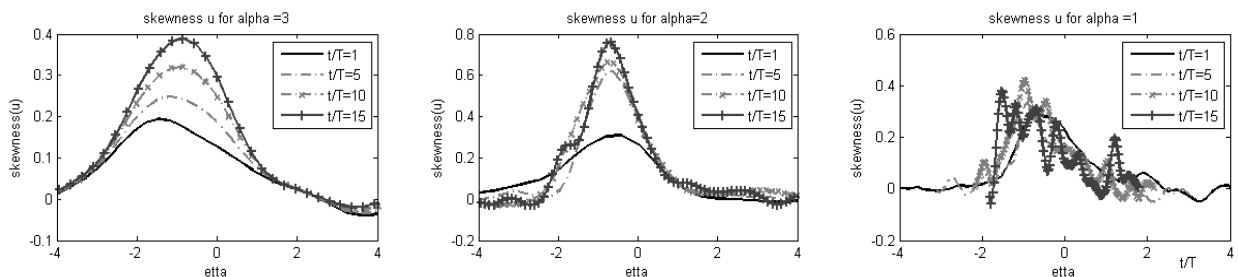 skewness u for alpha =3
skewness(u)
0.4
0.3
0.2
0.1
0
-0.1
-4
-2
0
2
4
etta
t/T=1
t/T=5
t/T=10
t/T=15
skewness u for alpha=2
skewness(u)
0.8
0.6
0.4
0.2
0
-0.2
-4
-2
0
2
4
etta
t/T=1
t/T=5
t/T=10
t/T=15
skewness u for alpha =1
skewness(u)
0.6
0.4
0.2
0
-0.2
-4
-2
0
2
4
etta
t/T
t/T=1
t/T=5
t/T=10
t/T=15